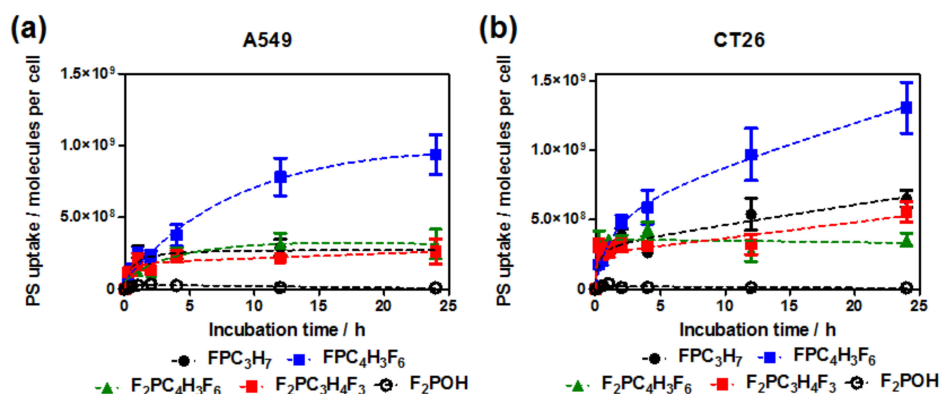 (a)
A549
PS uptake / molecules per cell
1.5×10⁹
1.0×10⁹
5.0×10⁸
0
0 5 10 15 20 25
Incubation time / h
FPC₃H₇ FPC₄H₃F₆
F₂PC₄H₃F₆ F₂PC₃H₄F₃ F₂POH
(b)
CT26
PS uptake / molecules per cell
1.5×10⁹
1.0×10⁹
5.0×10⁸
0
0 5 10 15 20 25
Incubation time / h
FPC₃H₇ FPC₄H₃F₆
F₂PC₄H₃F₆ F₂PC₃H₄F₃ F₂POH